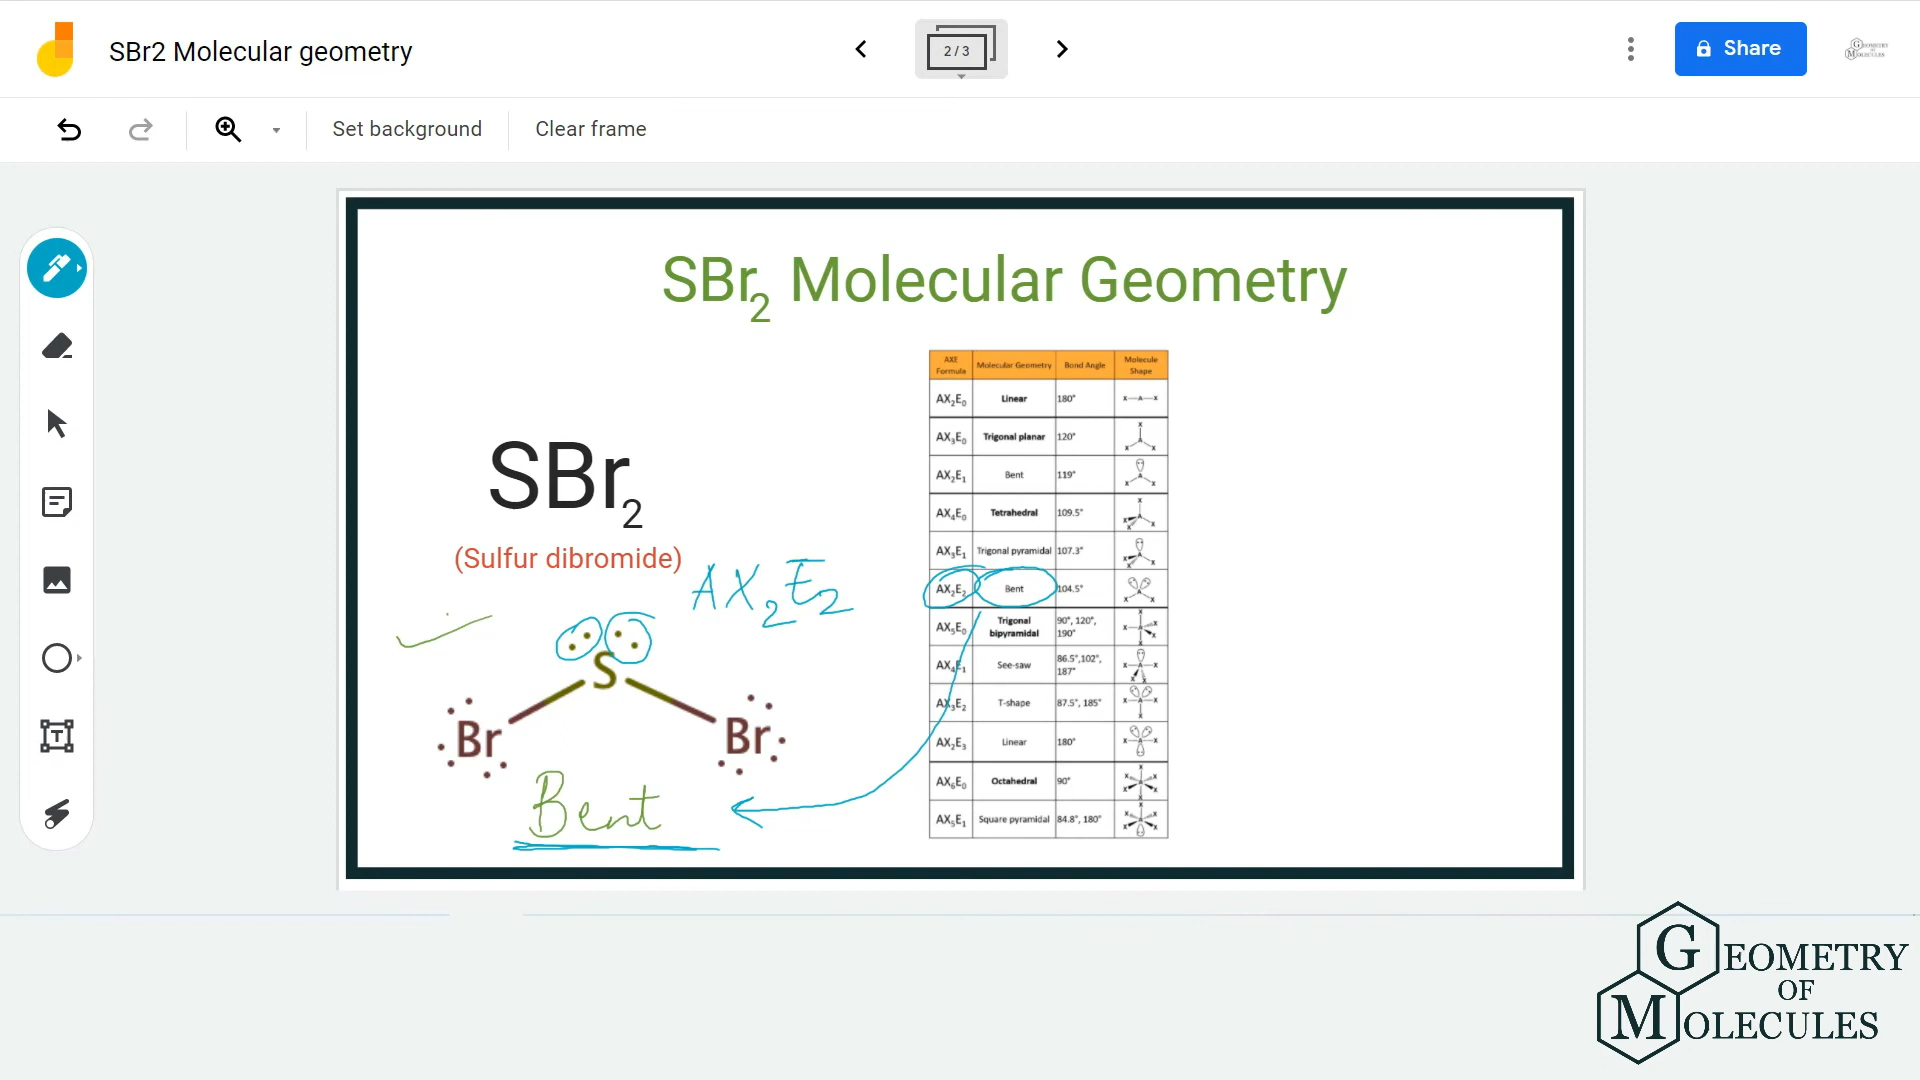 SBr2 Molecular geometry
2 / 3
Share
GEOMETRY OF MOLECULES
Set background
Clear frame
SBr₂ Molecular Geometry
SBr₂
(Sulfur dibromide)
AX₂E₂
S
Br
Br
Bent
AXE Formula Molecular Geometry Bond Angle Molecule Shape
AX₂E₀ Linear 180° X A X
AX₃E₀ Trigonal planar 120° X A X X
AX₂E₁ Bent 119° X A X
AX₄E₀ Tetrahedral 109.5° X A X X X
AX₃E₁ Trigonal pyramidal 107.3° X A X X
AX₂E₂ Bent 104.5° X A X
AX₅E₀ Trigonal bipyramidal 90°, 120°, 190°
AX₄E₁ See-saw 86.5°,102°, 187°
AX₃E₂ T-shape 87.5°, 185°
AX₂E₃ Linear 180°
AX₆E₀ Octahedral 90°
AX₅E₁ Square pyramidal 84.8°, 180°
GEOMETRY
OF
MOLECULES